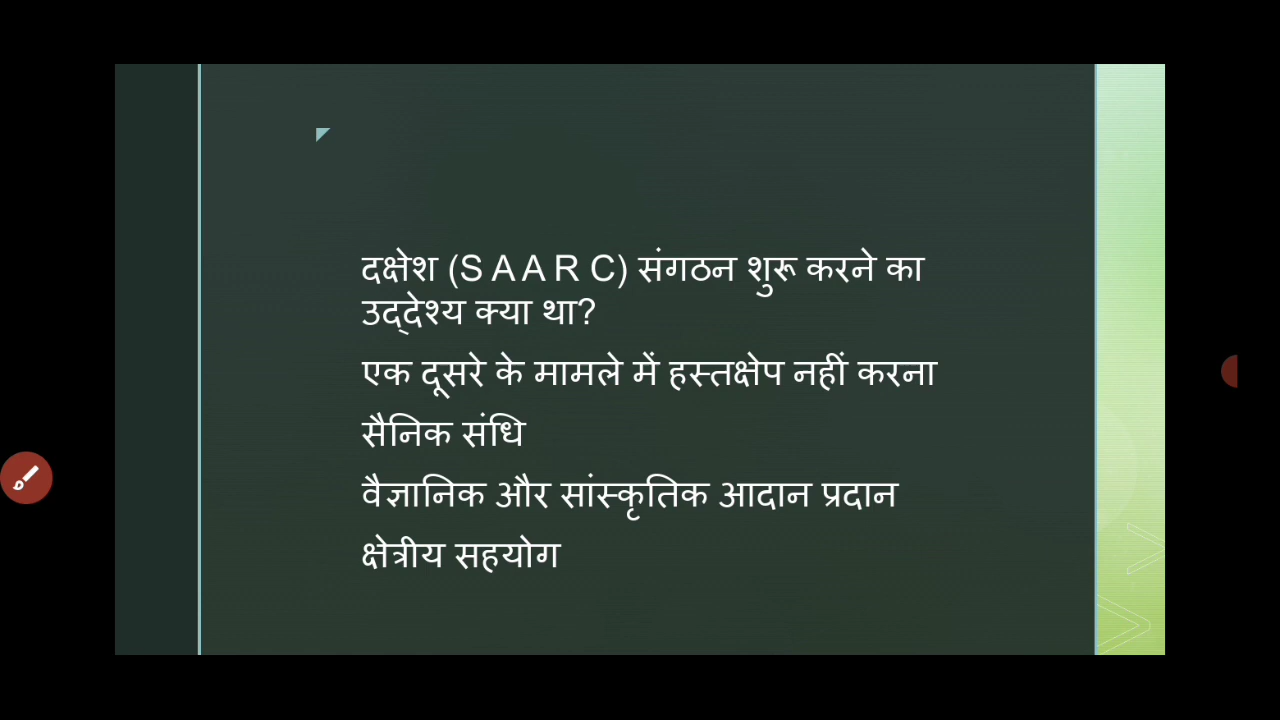 दक्षेश (S A A R C) संगठन शुरू करने का
उद्देश्य क्या था?
एक दूसरे के मामले में हस्तक्षेप नहीं करना
सैनिक संधि
वैज्ञानिक और सांस्कृतिक आदान प्रदान
क्षेत्रीय सहयोग